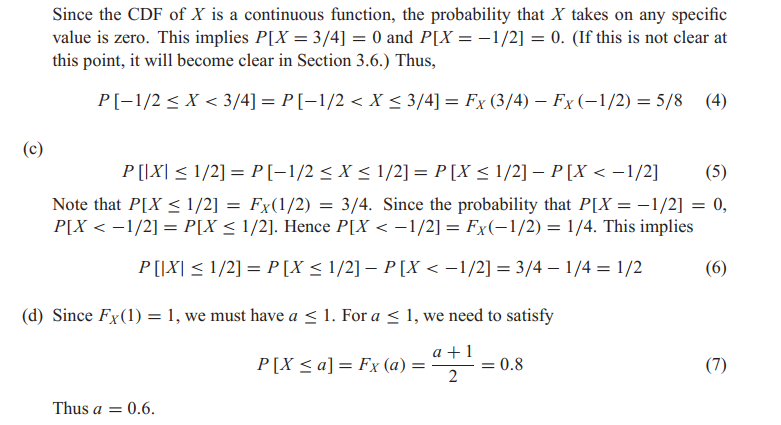 Since the CDF of X is a continuous function, the probability that X takes on any specific
value is zero. This implies P[X = 3/4] = 0 and P[X = −1/2] = 0. (If this is not clear at
this point, it will become clear in Section 3.6.) Thus,
P [−1/2 ≤ X < 3/4] = P [−1/2 < X ≤ 3/4] = F_X (3/4) − F_X (−1/2) = 5/8 (4)
(c)
P [|X| ≤ 1/2] = P [−1/2 ≤ X ≤ 1/2] = P [X ≤ 1/2] − P [X < −1/2] (5)
Note that P[X ≤ 1/2] = F_X(1/2) = 3/4. Since the probability that P[X = −1/2] = 0,
P[X < −1/2] = P[X ≤ 1/2]. Hence P[X < −1/2] = F_X(−1/2) = 1/4. This implies
P [|X| ≤ 1/2] = P [X ≤ 1/2] − P [X < −1/2] = 3/4 − 1/4 = 1/2 (6)
(d) Since F_X(1) = 1, we must have a ≤ 1. For a ≤ 1, we need to satisfy
P [X ≤ a] = F_X (a) = (a + 1)/2 = 0.8 (7)
Thus a = 0.6.